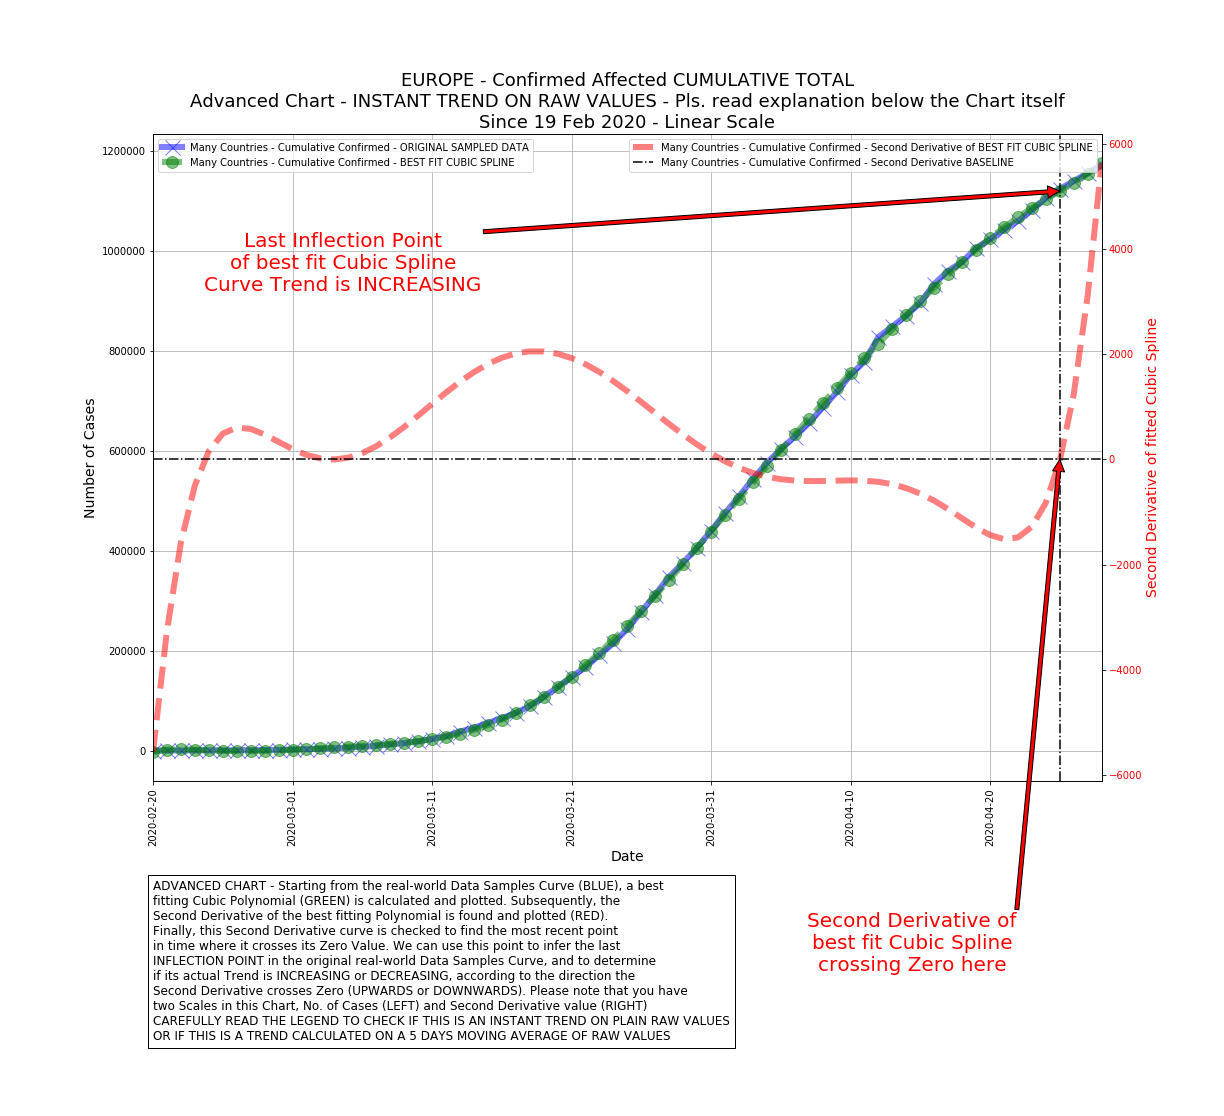 EUROPE - Confirmed Affected CUMULATIVE TOTAL
Advanced Chart - INSTANT TREND ON RAW VALUES - Pls. read explanation below the Chart itself
Since 19 Feb 2020 - Linear Scale
Many Countries - Cumulative Confirmed - ORIGINAL SAMPLED DATA
Many Countries - Cumulative Confirmed - BEST FIT CUBIC SPLINE
Many Countries - Cumulative Confirmed - Second Derivative of BEST FIT CUBIC SPLINE
Many Countries - Cumulative Confirmed - Second Derivative BASELINE
Last Inflection Point
of best fit Cubic Spline
Curve Trend is INCREASING
Number of Cases
1200000
1000000
800000
600000
400000
200000
0
6000
4000
2000
0
−2000
−4000
−6000
Second Derivative of fitted Cubic Spline
2020-02-20
2020-03-01
2020-03-11
2020-03-21
2020-03-31
2020-04-10
2020-04-20
Date
ADVANCED CHART - Starting from the real-world Data Samples Curve (BLUE), a best
fitting Cubic Polynomial (GREEN) is calculated and plotted. Subsequently, the
Second Derivative of the best fitting Polynomial is found and plotted (RED).
Finally, this Second Derivative curve is checked to find the most recent point
in time where it crosses its Zero Value. We can use this point to infer the last
INFLECTION POINT in the original real-world Data Samples Curve, and to determine
if its actual Trend is INCREASING or DECREASING, according to the direction the
Second Derivative crosses Zero (UPWARDS or DOWNWARDS). Please note that you have
two Scales in this Chart, No. of Cases (LEFT) and Second Derivative value (RIGHT)
CAREFULLY READ THE LEGEND TO CHECK IF THIS IS AN INSTANT TREND ON PLAIN RAW VALUES
OR IF THIS IS A TREND CALCULATED ON A 5 DAYS MOVING AVERAGE OF RAW VALUES
Second Derivative of
best fit Cubic Spline
crossing Zero here